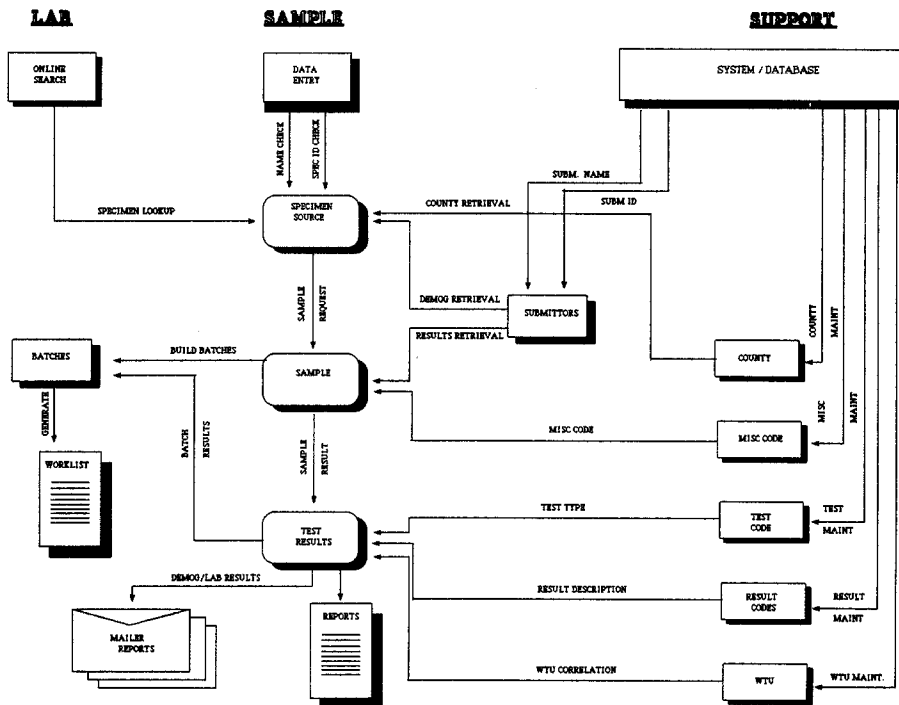 LAB
SAMPLE
SUPPORT
ONLINE
SEARCH
DATA
ENTRY
SYSTEM / DATABASE
NAME CHECK
SPEC ID CHECK
SUBM. NAME
SUBM ID
SPECIMEN LOOKUP
SPECIMEN
SOURCE
COUNTY RETRIEVAL
SAMPLE
REQUEST
DEMOG RETRIEVAL
SUBMITTORS
RESULTS RETRIEVAL
COUNTY
MAINT
BATCHES
BUILD BATCHES
SAMPLE
COUNTY
GENERATE
BATCH
RESULTS
SAMPLE
RESULT
MISC CODE
MISC CODE
MISC
MAINT
WORKLIST
TEST TYPE
TEST
CODE
TEST
MAINT
TEST
RESULTS
DEMOG/LAB RESULTS
RESULT DESCRIPTION
RESULT
CODES
RESULT
MAINT
MAILER
REPORTS
REPORTS
WTU CORRELATION
WTU
WTU MAINT.